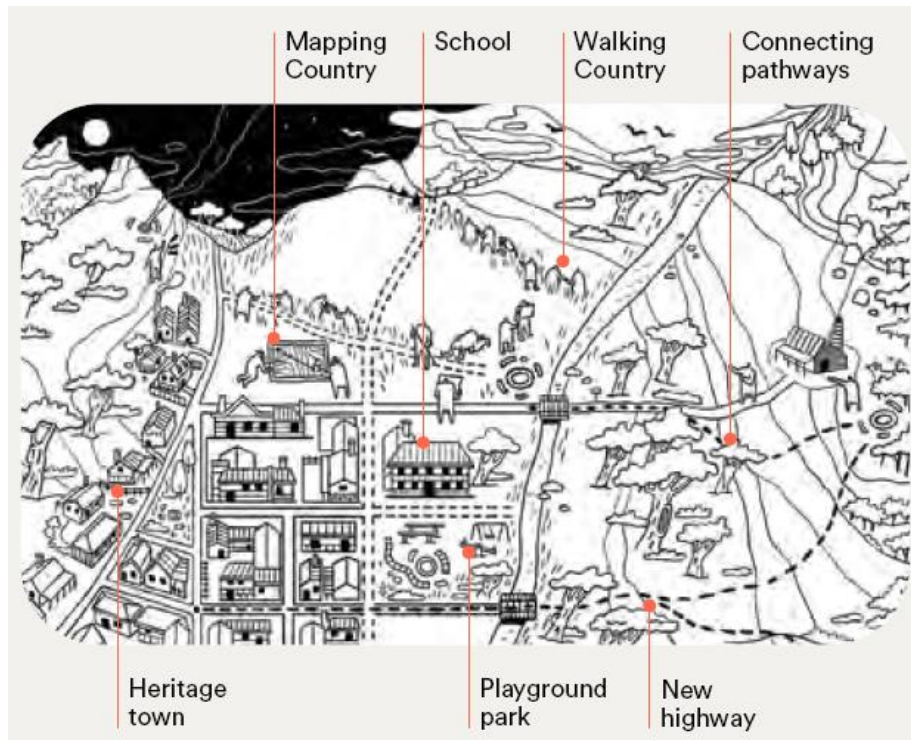 Mapping
Country
School
Walking
Country
Connecting
pathways
Heritage
town
Playground
park
New
highway